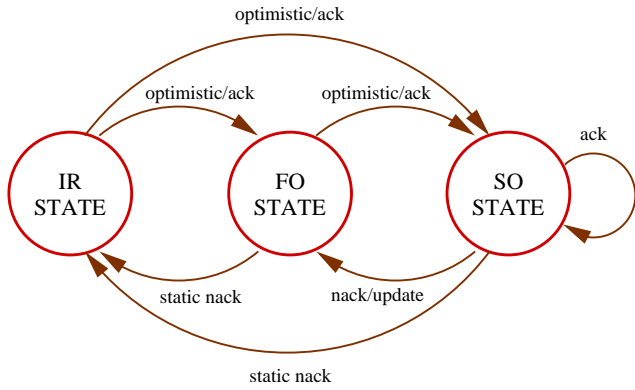 optimistic/ack
optimistic/ack
optimistic/ack
ack
IR
STATE
FO
STATE
SO
STATE
static nack
nack/update
static nack